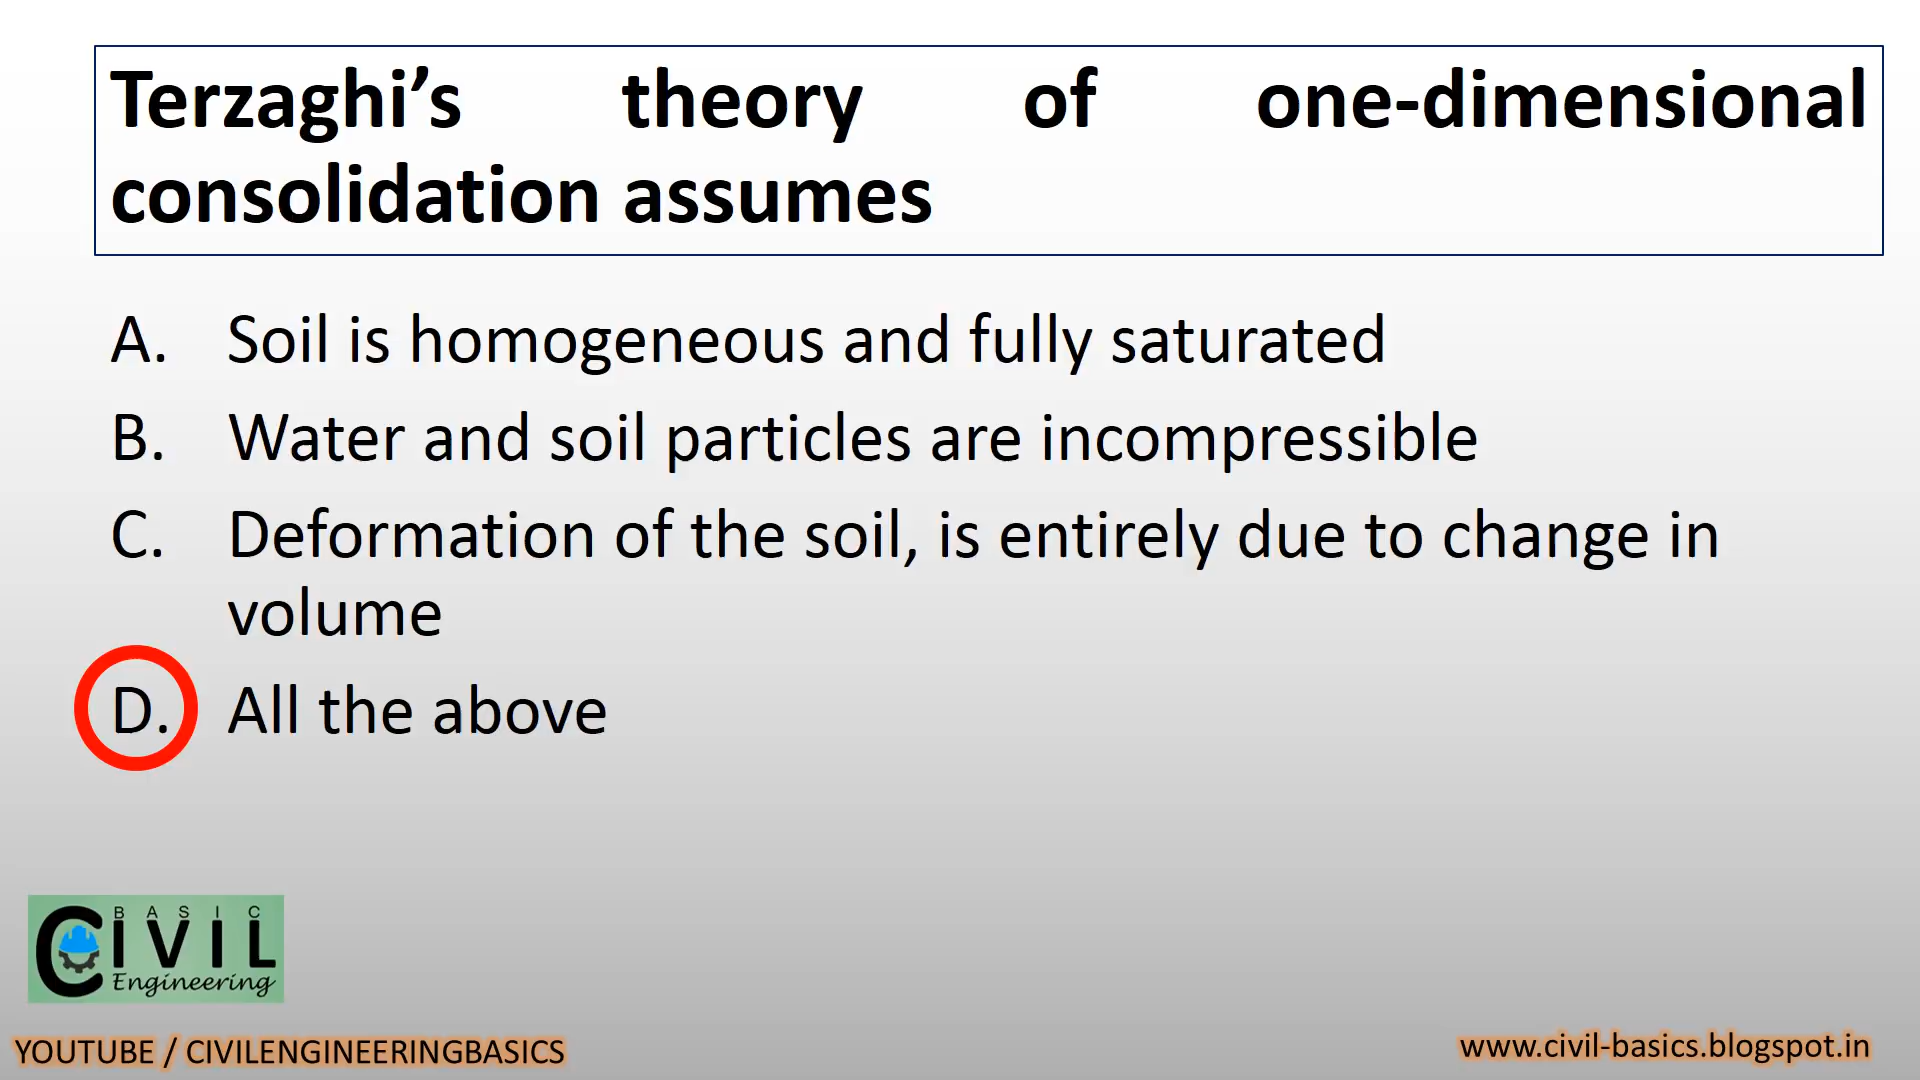 Terzaghi’s theory of one-dimensional
consolidation assumes
A. Soil is homogeneous and fully saturated
B. Water and soil particles are incompressible
C. Deformation of the soil, is entirely due to change in
volume
D. All the above
BASIC
CIVIL
Engineering
YOUTUBE / CIVILENGINEERINGBASICS
www.civil-basics.blogspot.in